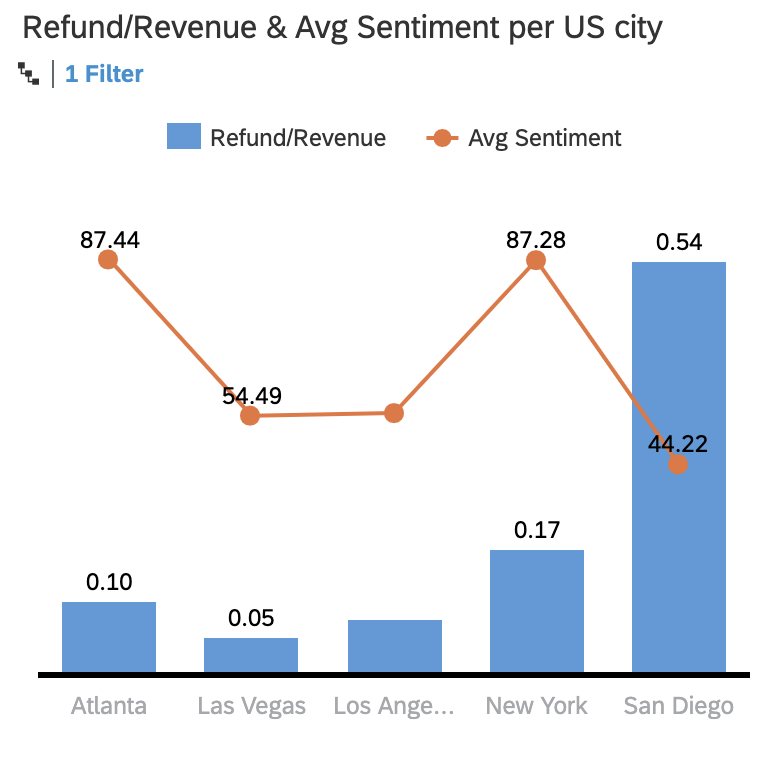 Refund/Revenue & Avg Sentiment per US city
1 Filter
Refund/Revenue Avg Sentiment
87.44 87.28 0.54
54.49
44.22
0.17
0.10
0.05
Atlanta Las Vegas Los Ange... New York San Diego